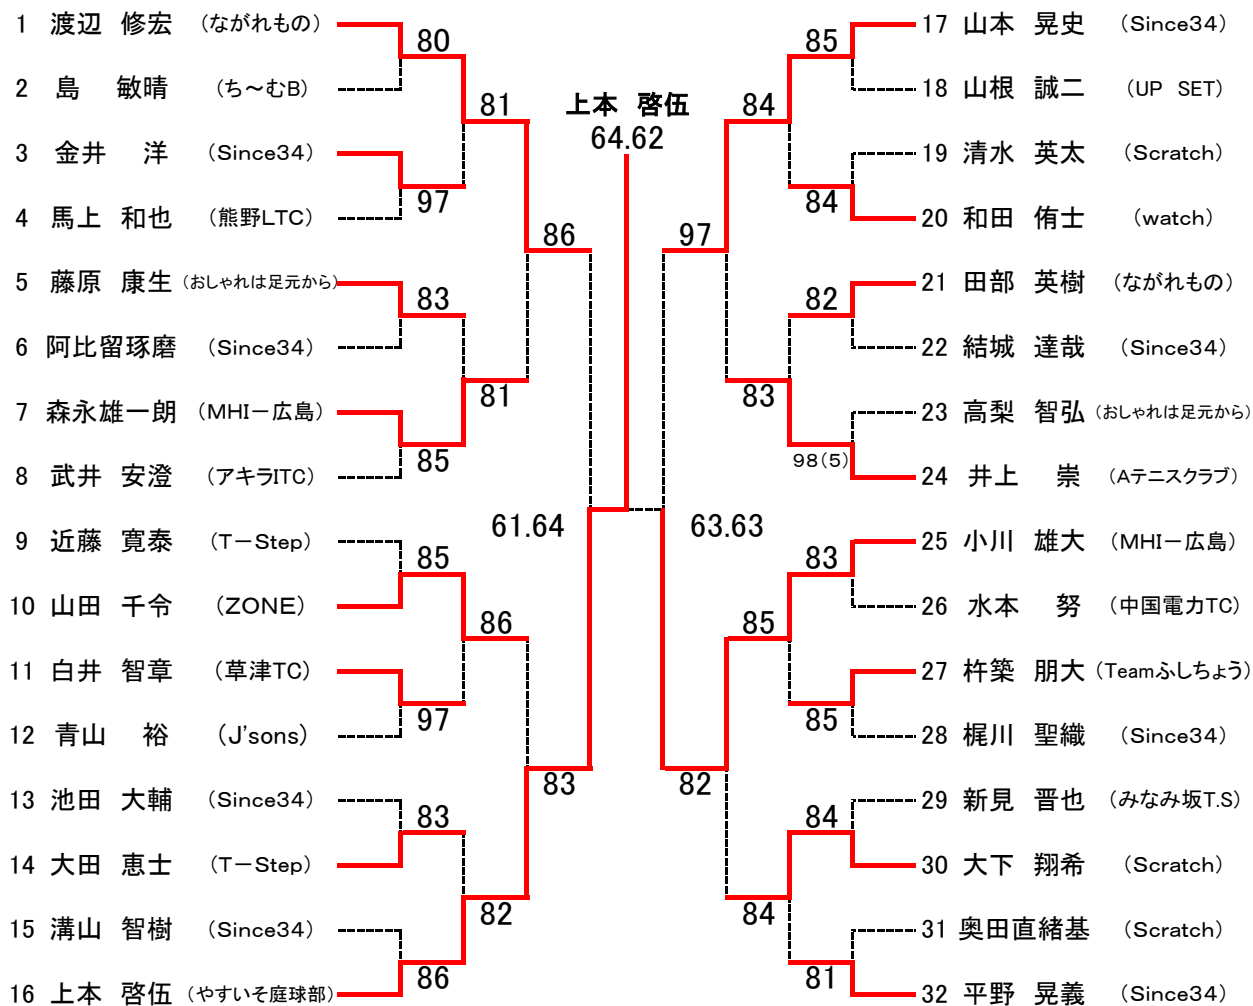 1 渡辺 修宏 (ながれもの)
2 島 敏晴 (ち～むB)
3 金井 洋 (Since34)
4 馬上 和也 (熊野LTC)
5 藤原 康生 (おしゃれは足元から)
6 阿比留琢磨 (Since34)
7 森永雄一朗 (MHI－広島)
8 武井 安澄 (アキラITC)
9 近藤 寛泰 (T－Step)
10 山田 千令 (ZONE)
11 白井 智章 (草津TC)
12 青山 裕 (J'sons)
13 池田 大輔 (Since34)
14 大田 恵士 (T－Step)
15 溝山 智樹 (Since34)
16 上本 啓伍 (やすいそ庭球部)
80
97
83
85
85
97
83
86
81
81
86
82
86
83
61.64
上本 啓伍
64.62
63.63
97
82
84
83
85
84
85
84
82
98(5)
83
85
84
81
17 山本 晃史 (Since34)
18 山根 誠二 (UP SET)
19 清水 英太 (Scratch)
20 和田 侑士 (watch)
21 田部 英樹 (ながれもの)
22 結城 達哉 (Since34)
23 高梨 智弘 (おしゃれは足元から)
24 井上 崇 (Aテニスクラブ)
25 小川 雄大 (MHI－広島)
26 水本 努 (中国電力TC)
27 杵築 朋大 (Teamふしちょう)
28 梶川 聖織 (Since34)
29 新見 晋也 (みなみ坂T.S)
30 大下 翔希 (Scratch)
31 奥田直緒基 (Scratch)
32 平野 晃義 (Since34)